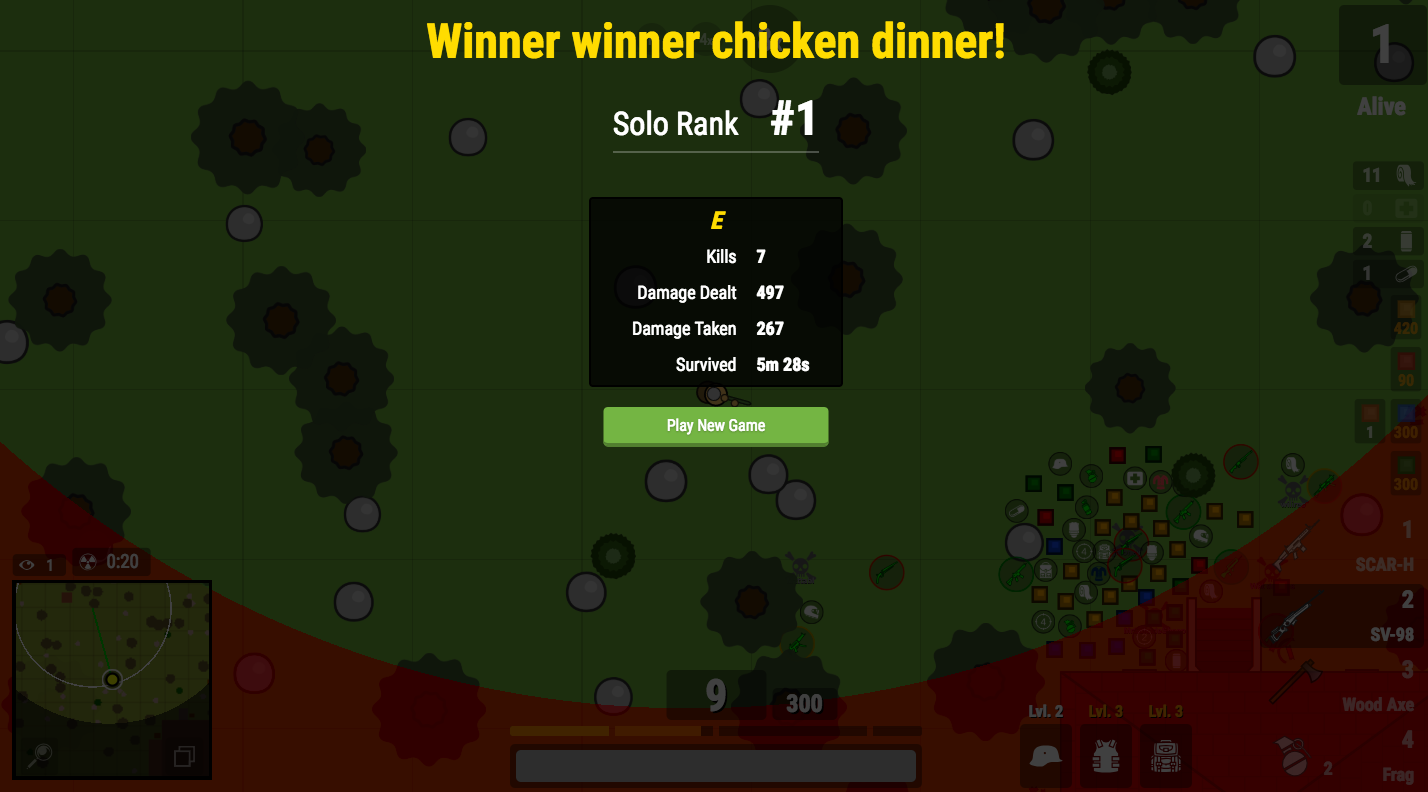 Winner winner chicken dinner!
1
Alive
Solo Rank #1
11
0
2
1
420
90
1 300
300
E
Kills 7
Damage Dealt 497
Damage Taken 267
Survived 5m 28s
Play New Game
1
SCAR-H
2
SV-98
3
Wood Axe
4
2
Frag
1 0:20
9 300
Lvl. 2 Lvl. 3 Lvl. 3